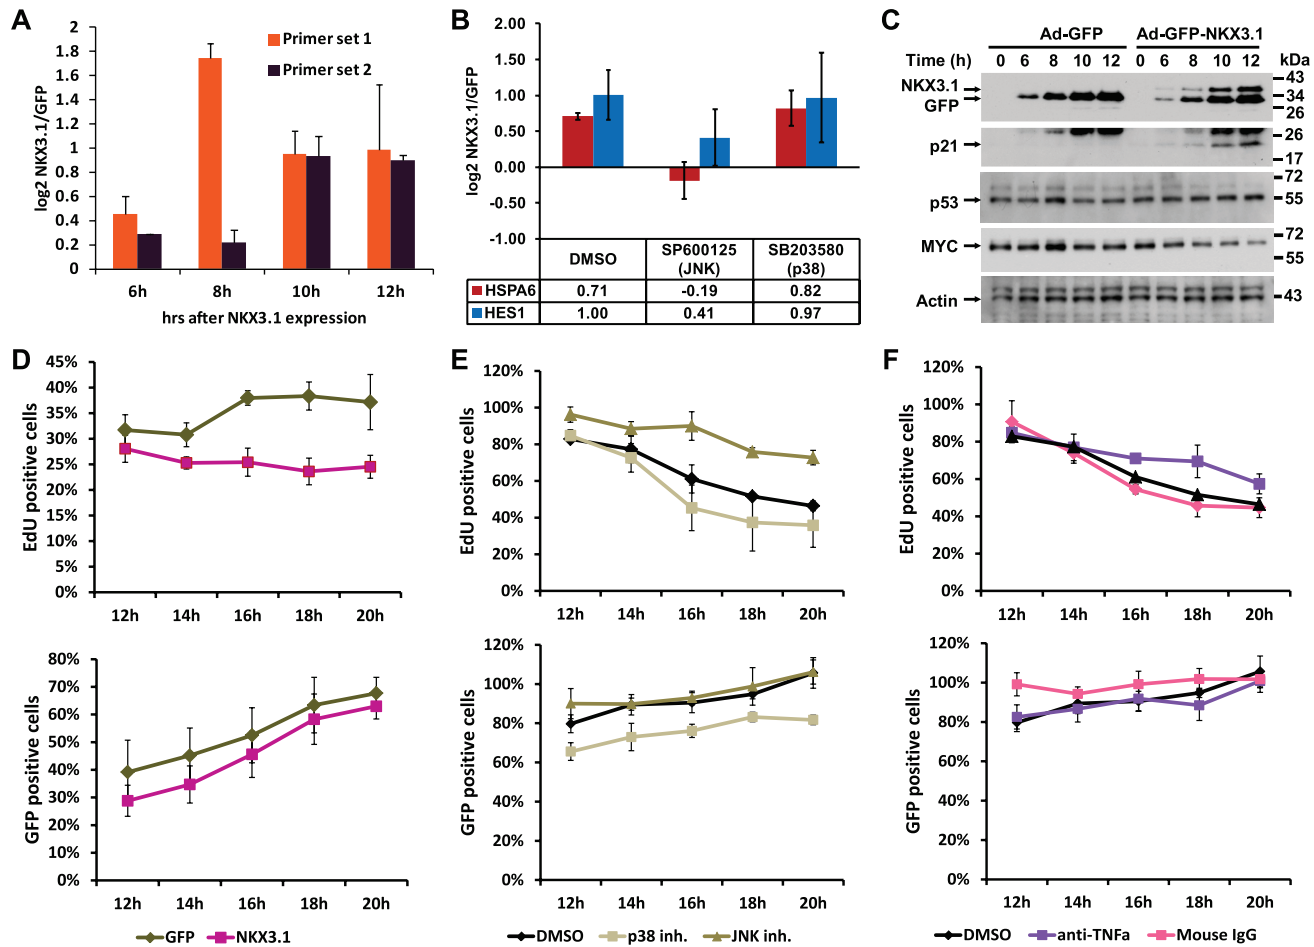 A
log2 NKX3.1/GFP
2
1.8
1.6
1.4
1.2
1
0.8
0.6
0.4
0.2
0
Primer set 1
Primer set 2
6h 8h 10h 12h
hrs after NKX3.1 expression
B
log2 NKX3.1/GFP
2.00
1.50
1.00
0.50
0.00
-0.50
-1.00
DMSO SP600125 (JNK) SB203580 (p38)
HSPA6 0.71 -0.19 0.82
HES1 1.00 0.41 0.97
C
Ad-GFP Ad-GFP-NKX3.1
Time (h) 0 6 8 10 12 0 6 8 10 12 kDa
NKX3.1
GFP
43
34
26
p21
26
17
p53
72
55
MYC
72
55
Actin
43
D
EdU positive cells
45%
40%
35%
30%
25%
20%
15%
10%
5%
0%
12h 14h 16h 18h 20h
GFP positive cells
80%
70%
60%
50%
40%
30%
20%
10%
0%
12h 14h 16h 18h 20h
GFP NKX3.1
E
EdU positive cells
120%
100%
80%
60%
40%
20%
0%
12h 14h 16h 18h 20h
GFP positive cells
120%
100%
80%
60%
40%
20%
0%
12h 14h 16h 18h 20h
DMSO p38 inh. JNK inh.
F
EdU positive cells
120%
100%
80%
60%
40%
20%
0%
12h 14h 16h 18h 20h
GFP positive cells
120%
100%
80%
60%
40%
20%
0%
12h 14h 16h 18h 20h
DMSO anti-TNFa Mouse IgG